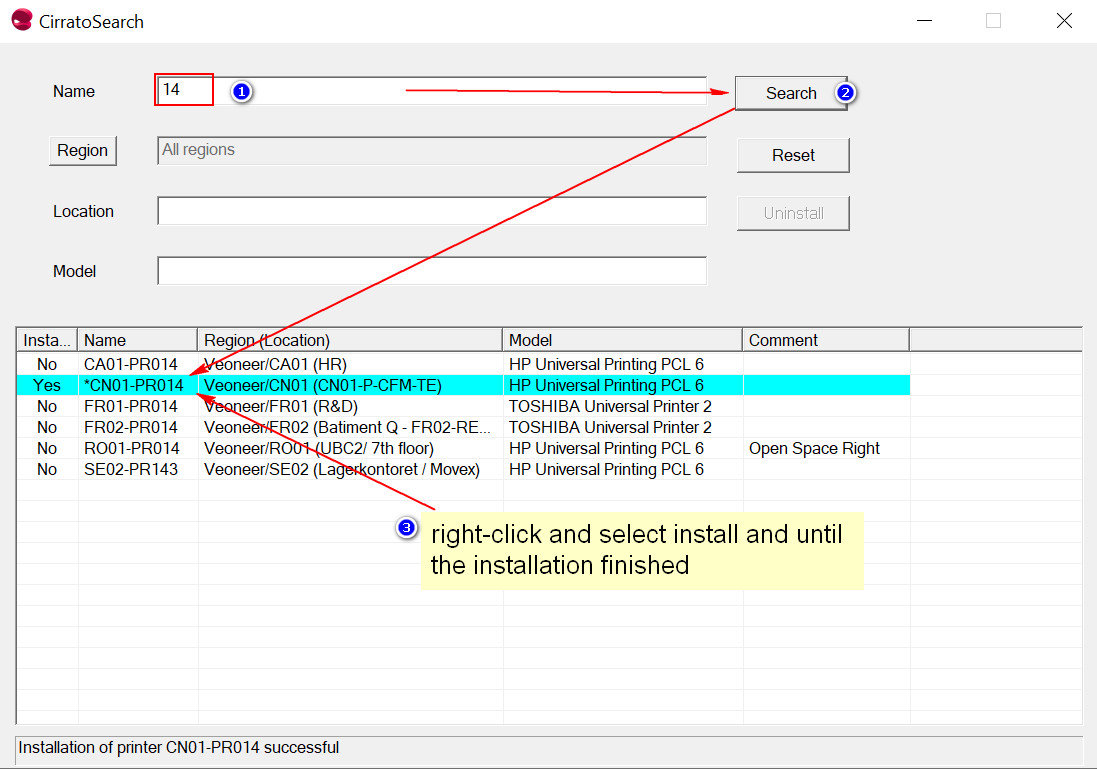 CirratoSearch
Name 14 1 Search 2
Region All regions Reset
Location Uninstall
Model
Insta... Name Region (Location) Model Comment
No CA01-PR014 Veoneer/CA01 (HR) HP Universal Printing PCL 6
Yes *CN01-PR014 Veoneer/CN01 (CN01-P-CFM-TE) HP Universal Printing PCL 6
No FR01-PR014 Veoneer/FR01 (R&D) TOSHIBA Universal Printer 2
No FR02-PR014 Veoneer/FR02 (Batiment Q - FR02-RE... TOSHIBA Universal Printer 2
No RO01-PR014 Veoneer/RO01 (UBC2/ 7th floor) HP Universal Printing PCL 6 Open Space Right
No SE02-PR143 Veoneer/SE02 (Lagerkontoret / Movex) HP Universal Printing PCL 6
3 right-click and select install and until
the installation finished
Installation of printer CN01-PR014 successful